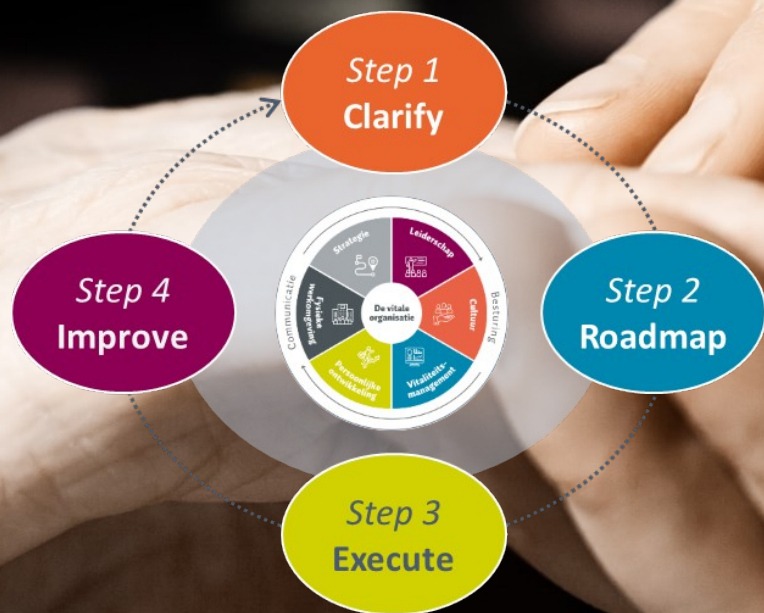 Step 1
Clarify
Step 2
Roadmap
Step 3
Execute
Step 4
Improve
Communicatie
Besturing
Strategie
Leiderschap
Cultuur
Vitaliteits-
management
Persoonlijke
ontwikkeling
Fysieke
werkomgeving
De vitale
organisatie